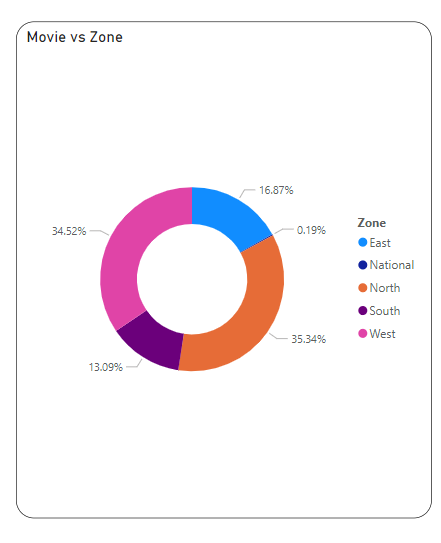 Movie vs Zone
16.87%
0.19%
34.52%
35.34%
13.09%
Zone
East
National
North
South
West